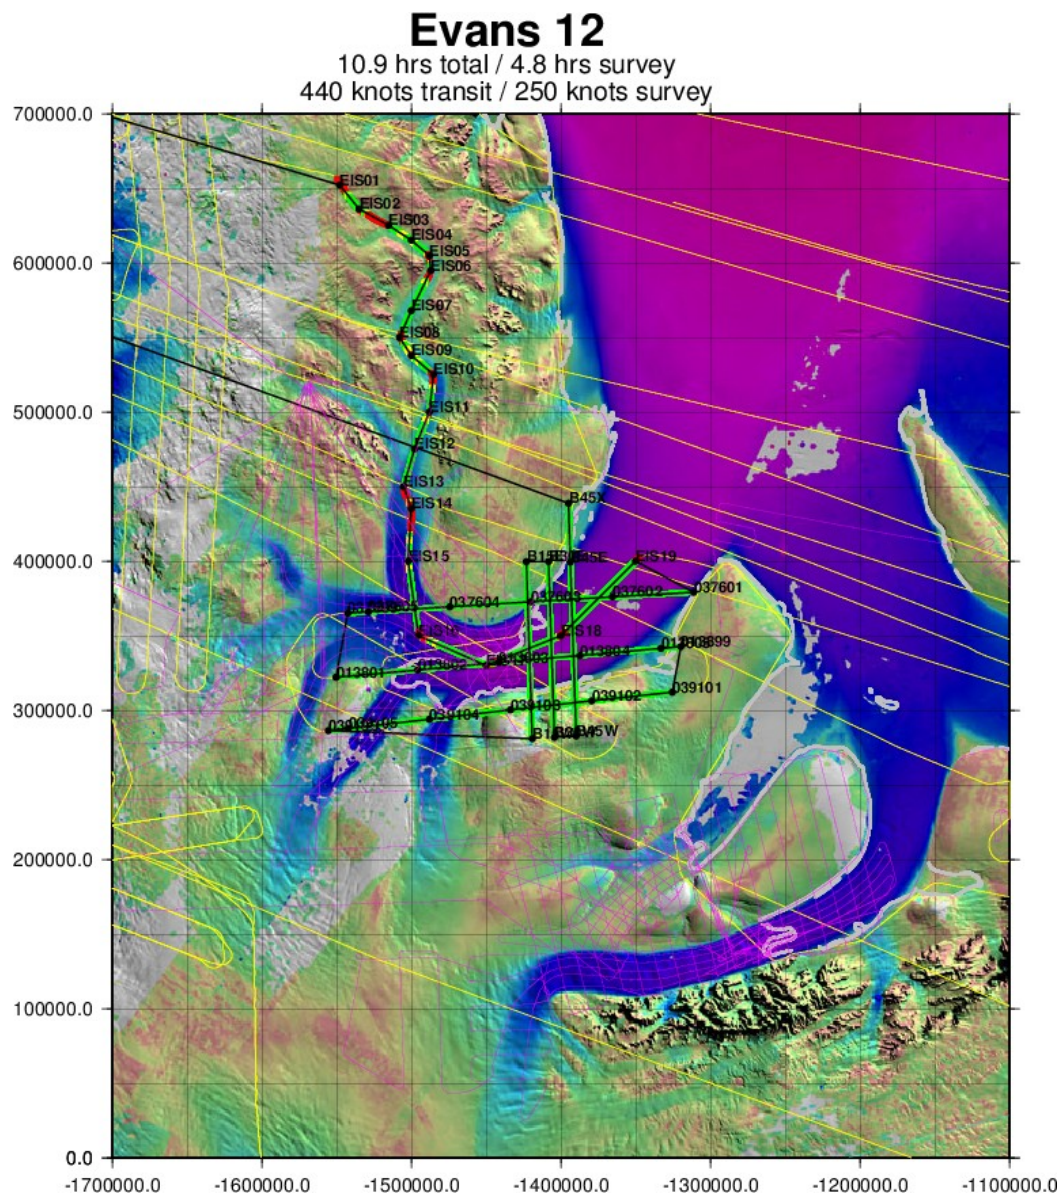 Evans 12
10.9 hrs total / 4.8 hrs survey
440 knots transit / 250 knots survey
700000.0
EIS01
EIS02
EIS03
EIS04
EIS05
EIS06
600000.0
EIS07
EIS08
EIS09
EIS10
EIS11
500000.0
EIS12
EIS13
B45X
EIS14
EIS15
EIS19
400000.0
037601
037602
037603
037604
EIS18
013801
013802
039101
039102
039103
039104
300000.0
200000.0
100000.0
0.0
-1700000.0 -1600000.0 -1500000.0 -1400000.0 -1300000.0 -1200000.0 -1100000.0